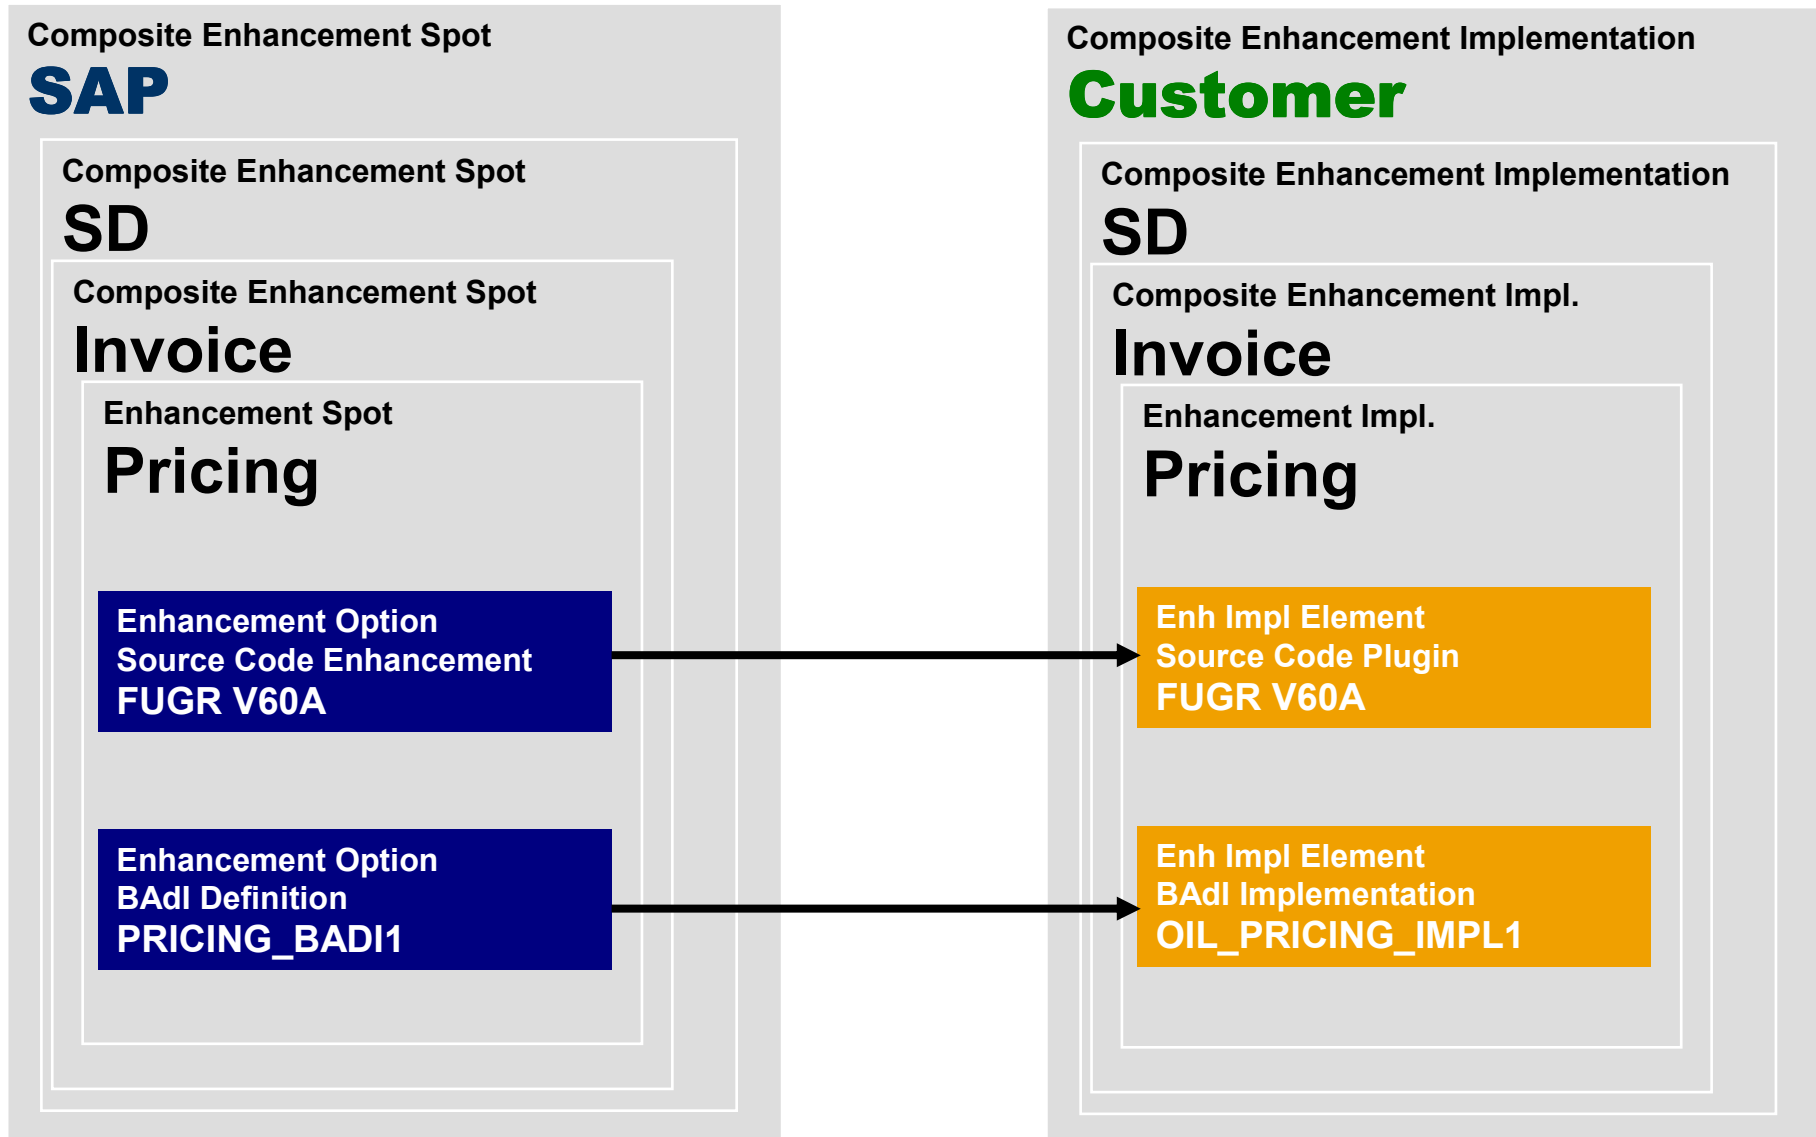 Composite Enhancement Spot
SAP
Composite Enhancement Spot
SD
Composite Enhancement Spot
Invoice
Enhancement Spot
Pricing
Enhancement Option
Source Code Enhancement
FUGR V60A
Enhancement Option
BAdI Definition
PRICING_BADI1
Composite Enhancement Implementation
Customer
Composite Enhancement Implementation
SD
Composite Enhancement Impl.
Invoice
Enhancement Impl.
Pricing
Enh Impl Element
Source Code Plugin
FUGR V60A
Enh Impl Element
BAdI Implementation
OIL_PRICING_IMPL1